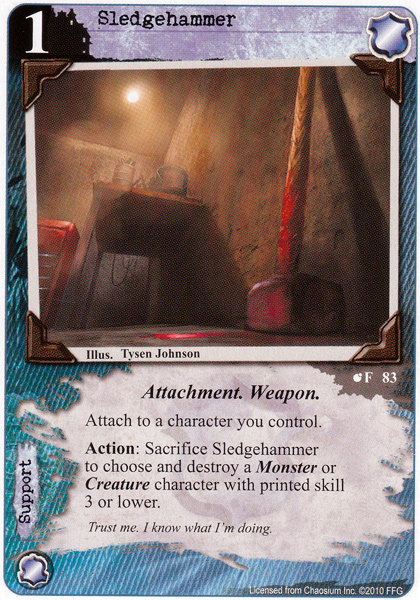 1
Sledgehammer
Illus. Tysen Johnson
F 83
Attachment. Weapon.
Attach to a character you control.
Action: Sacrifice Sledgehammer
to choose and destroy a Monster or
Creature character with printed skill
3 or lower.
Trust me. I know what I'm doing.
Support
Licensed from Chaosium Inc. ©2010 FFG